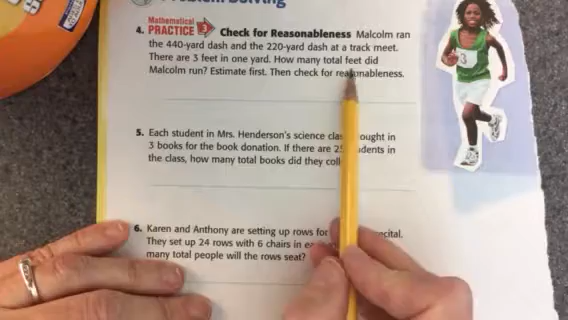 Problem Solving
Mathematical
4. PRACTICE 3 Check for Reasonableness Malcolm ran
the 440-yard dash and the 220-yard dash at a track meet.
There are 3 feet in one yard. How many total feet did
Malcolm run? Estimate first. Then check for reasonableness.
5. Each student in Mrs. Henderson's science ought in
3 books for the book donation. If there are in
the class, how many total books did they
6. Karen and Anthony are setting up rows for
They set up 24 rows with 6 chairs in
many total people will the rows seat?
3